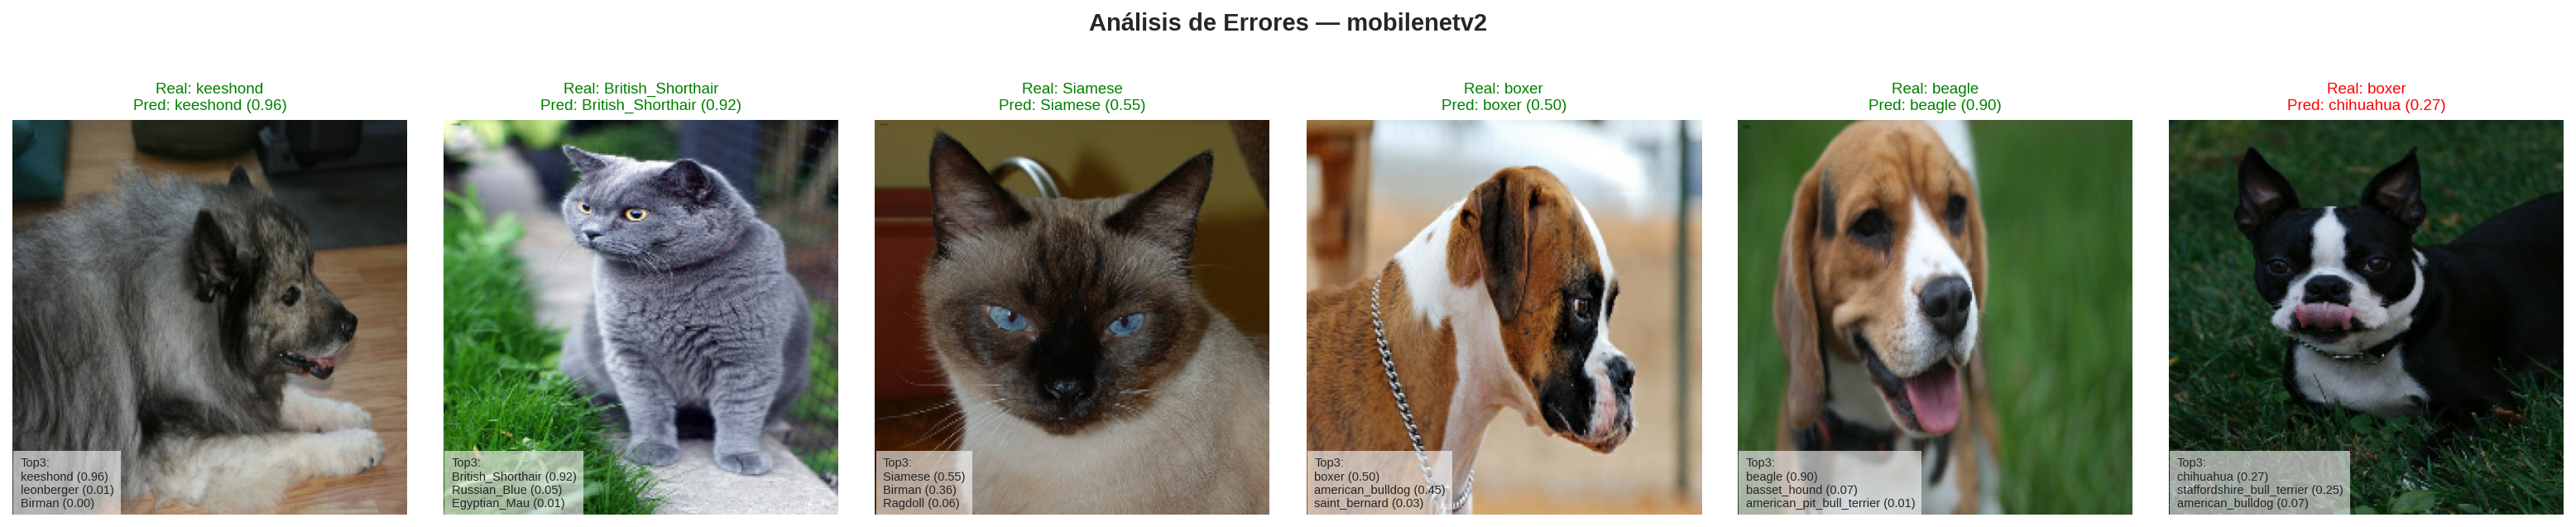 Análisis de Errores — mobilenetv2
Real: keeshond
Pred: keeshond (0.96)
Top3:
keeshond (0.96)
leonberger (0.01)
Birman (0.00)
Real: British_Shorthair
Pred: British_Shorthair (0.92)
Top3:
British_Shorthair (0.92)
Russian_Blue (0.05)
Egyptian_Mau (0.01)
Real: Siamese
Pred: Siamese (0.55)
Top3:
Siamese (0.55)
Birman (0.36)
Ragdoll (0.06)
Real: boxer
Pred: boxer (0.50)
Top3:
boxer (0.50)
american_bulldog (0.45)
saint_bernard (0.03)
Real: beagle
Pred: beagle (0.90)
Top3:
beagle (0.90)
basset_hound (0.07)
american_pit_bull_terrier (0.01)
Real: boxer
Pred: chihuahua (0.27)
Top3:
chihuahua (0.27)
staffordshire_bull_terrier (0.25)
american_bulldog (0.07)